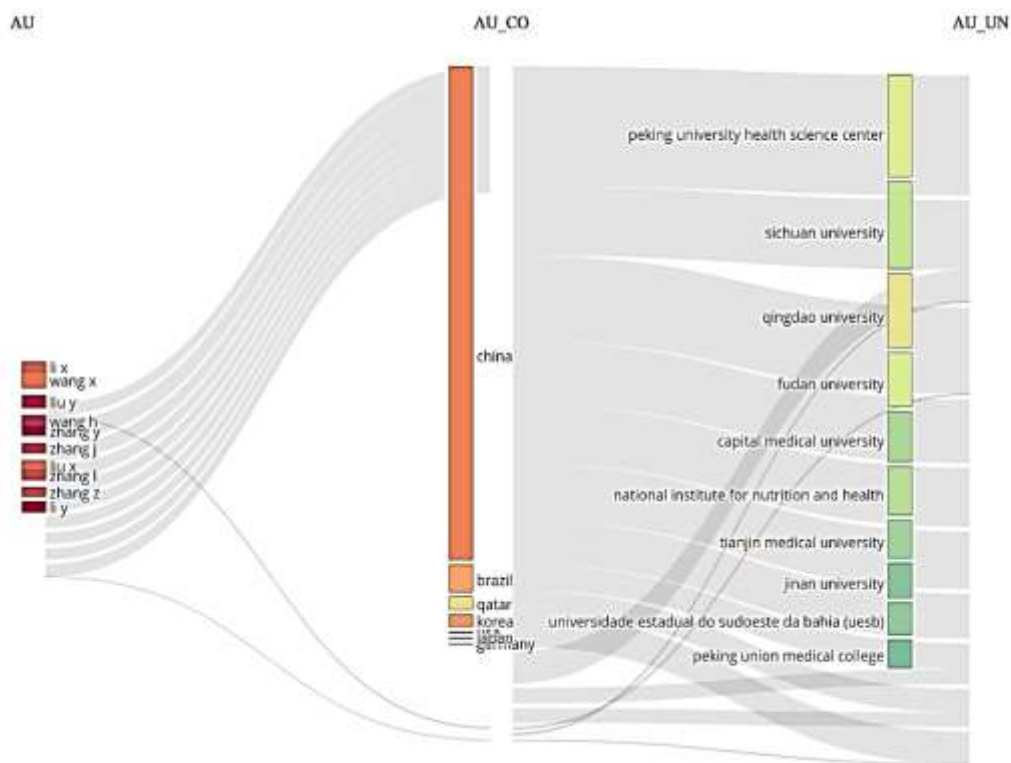 AU
AU_CO
AU_UN
li x
wang x
liu y
wang h
zhang y
zhang j
liu x
zhang l
zhang z
li y
china
brazil
qatar
korea
usa
japan
germany
peking university health science center
sichuan university
qingdao university
fudan university
capital medical university
national institute for nutrition and health
tianjin medical university
jinan university
universidade estadual do sudoeste da bahia (uesb)
peking union medical college